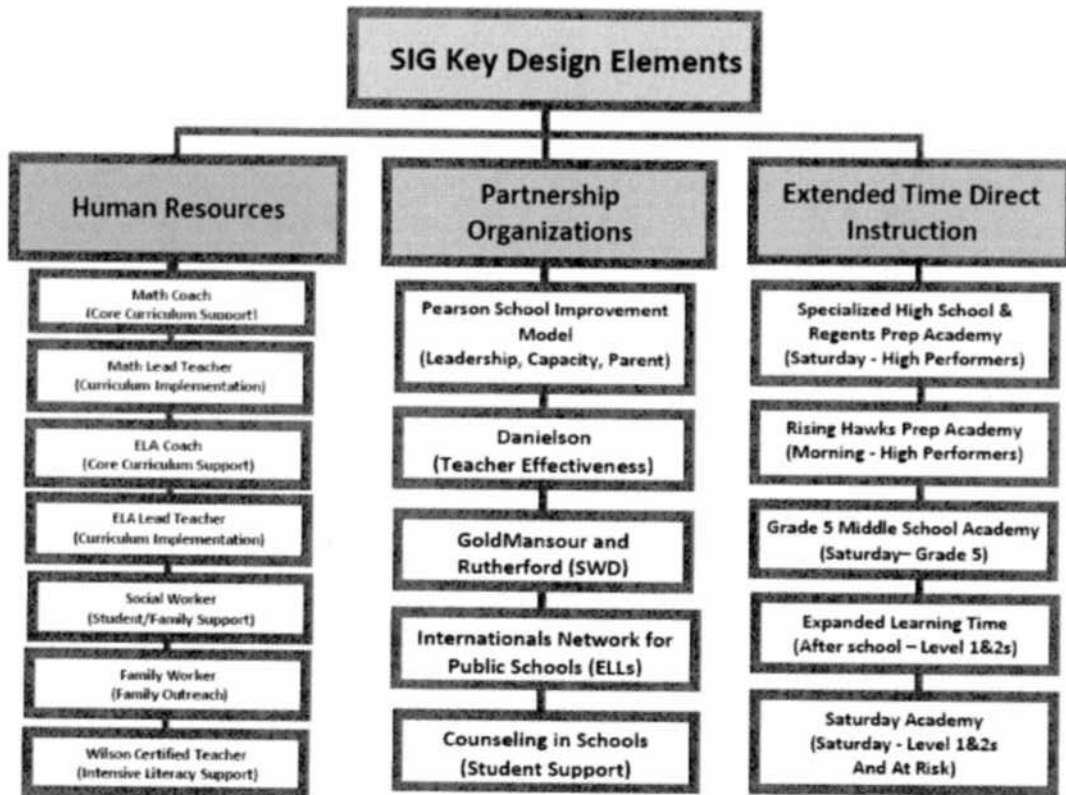 SIG Key Design Elements
Human Resources
Math Coach
(Core Curriculum Support)
Math Lead Teacher
(Curriculum Implementation)
ELA Coach
(Core Curriculum Support)
ELA Lead Teacher
(Curriculum Implementation)
Social Worker
(Student/Family Support)
Family Worker
(Family Outreach)
Wilson Certified Teacher
(Intensive Literacy Support)
Partnership
Organizations
Pearson School Improvement
Model
(Leadership, Capacity, Parent)
Danielson
(Teacher Effectiveness)
GoldMansour and
Rutherford (SWD)
Internationals Network for
Public Schools (ELLs)
Counseling in Schools
(Student Support)
Extended Time Direct
Instruction
Specialized High School &
Regents Prep Academy
(Saturday - High Performers)
Rising Hawks Prep Academy
(Morning - High Performers)
Grade 5 Middle School Academy
(Saturday– Grade 5)
Expanded Learning Time
(After school – Level 1&2s)
Saturday Academy
(Saturday - Level 1&2s
And At Risk)